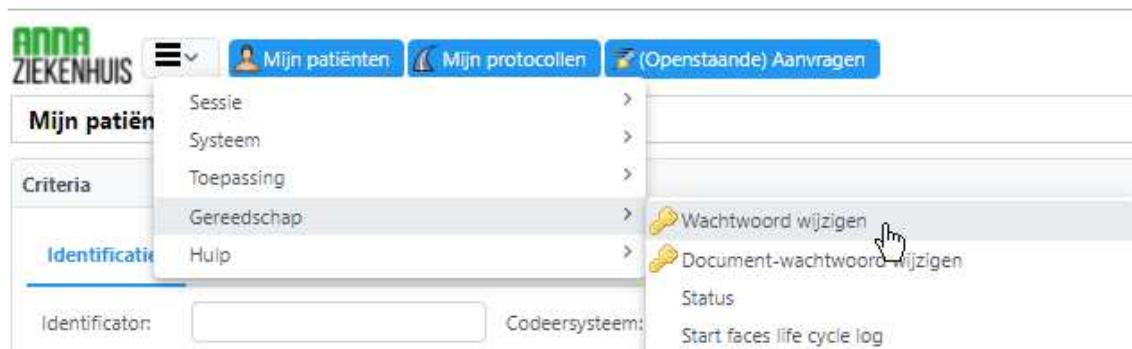 ANNA
ZIEKENHUIS
Mijn patiënten
Mijn protocollen
(Openstaande) Aanvragen
Mijn patiën
Sessie
Systeem
Criteria
Toepassing
Gereedschap
Wachtwoord wijzigen
Identificatie
Hulp
Document-wachtwoord wijzigen
Status
Identificator:
Codeersysteem:
Start faces life cycle log